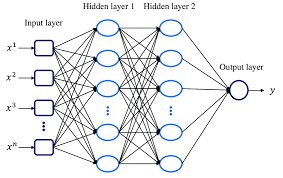 Hidden layer 1 Hidden layer 2
Input layer
Output layer
x¹
x²
x³
xⁿ
y